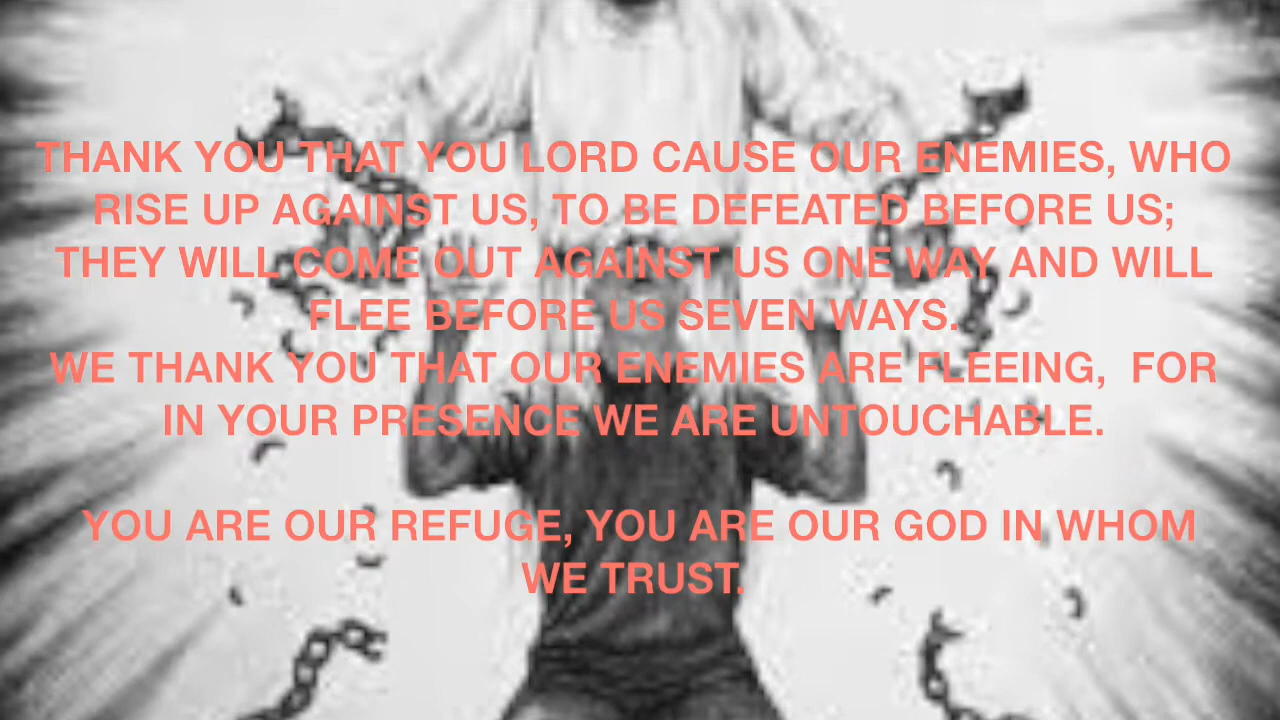 THANK YOU THAT YOU LORD CAUSE OUR ENEMIES, WHO
RISE UP AGAINST US, TO BE DEFEATED BEFORE US;
THEY WILL COME OUT AGAINST US ONE WAY AND WILL
FLEE BEFORE US SEVEN WAYS.
WE THANK YOU THAT OUR ENEMIES ARE FLEEING,  FOR
IN YOUR PRESENCE WE ARE UNTOUCHABLE.
YOU ARE OUR REFUGE, YOU ARE OUR GOD IN WHOM
WE TRUST.